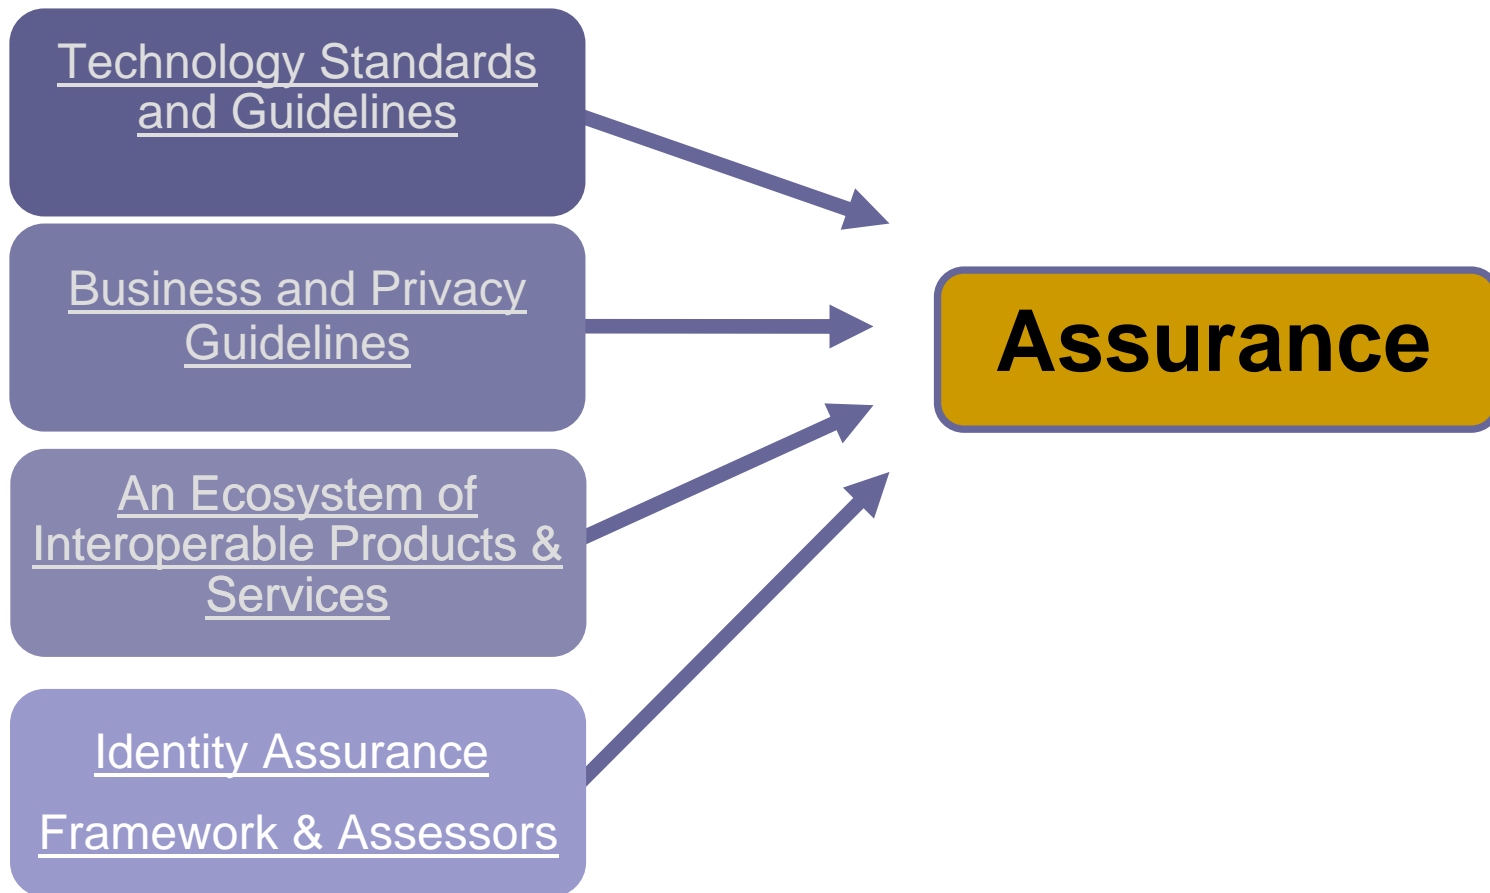 Technology Standards
and Guidelines
Business and Privacy
Guidelines
An Ecosystem of
Interoperable Products &
Services
Identity Assurance
Framework & Assessors
Assurance